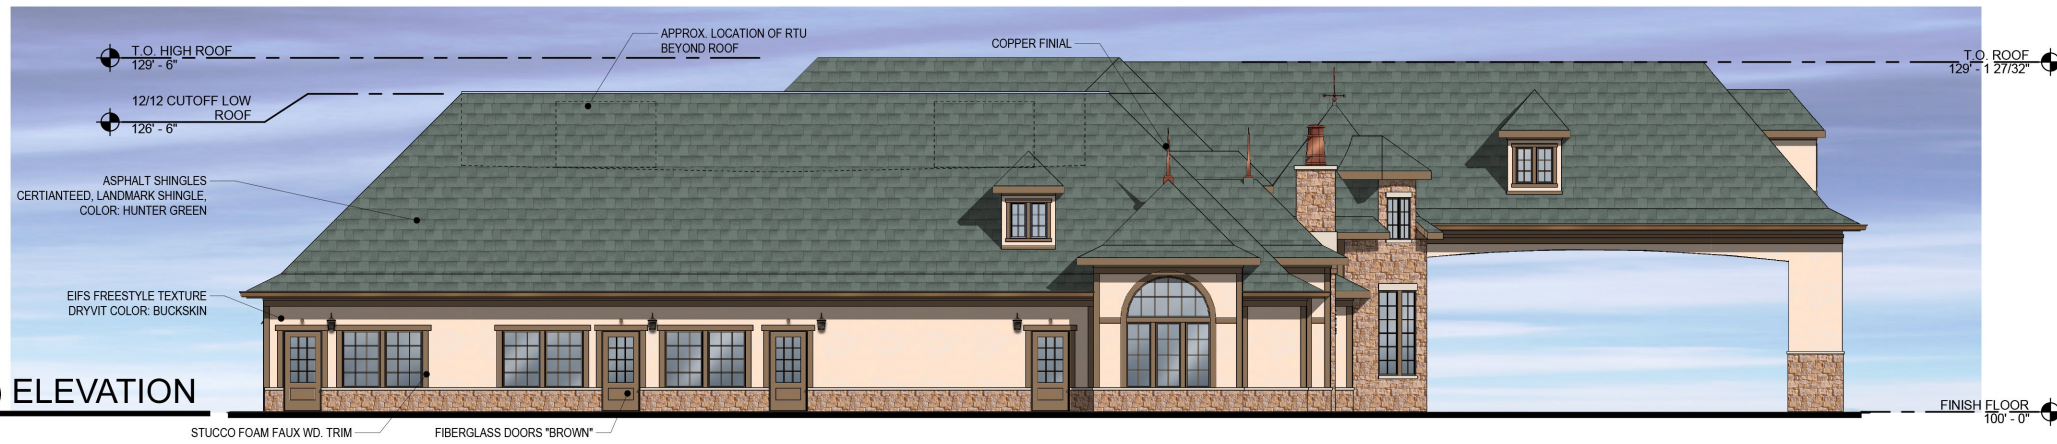 APPROX. LOCATION OF RTU
BEYOND ROOF
COPPER FINIAL
T.O. HIGH ROOF
129' - 6"
T.O. ROOF
129' - 1 27/32"
12/12 CUTOFF LOW
ROOF
126' - 6"
ASPHALT SHINGLES
CERTIANTEED, LANDMARK SHINGLE,
COLOR: HUNTER GREEN
EIFS FREESTYLE TEXTURE
DRYVIT COLOR: BUCKSKIN
ELEVATION
FINISH FLOOR
100' - 0"
STUCCO FOAM FAUX WD. TRIM
FIBERGLASS DOORS "BROWN"